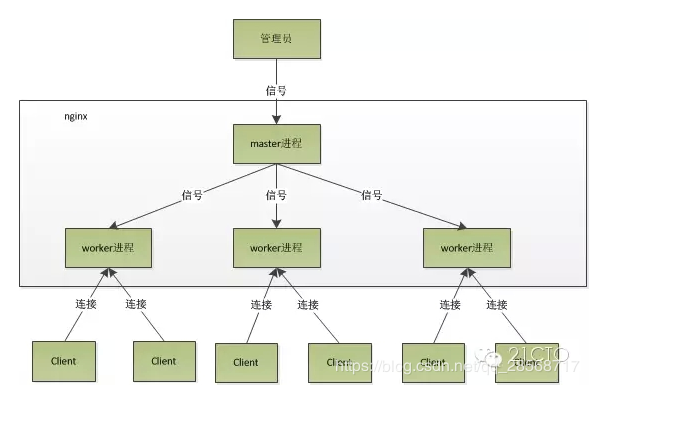 管理员
信号
nginx
master进程
信号 信号 信号
worker进程 worker进程 worker进程
连接 连接 连接 连接 连接 连接
Client Client Client Client Client Client
21CTO
https://blog.csdn.net/qq_28568717